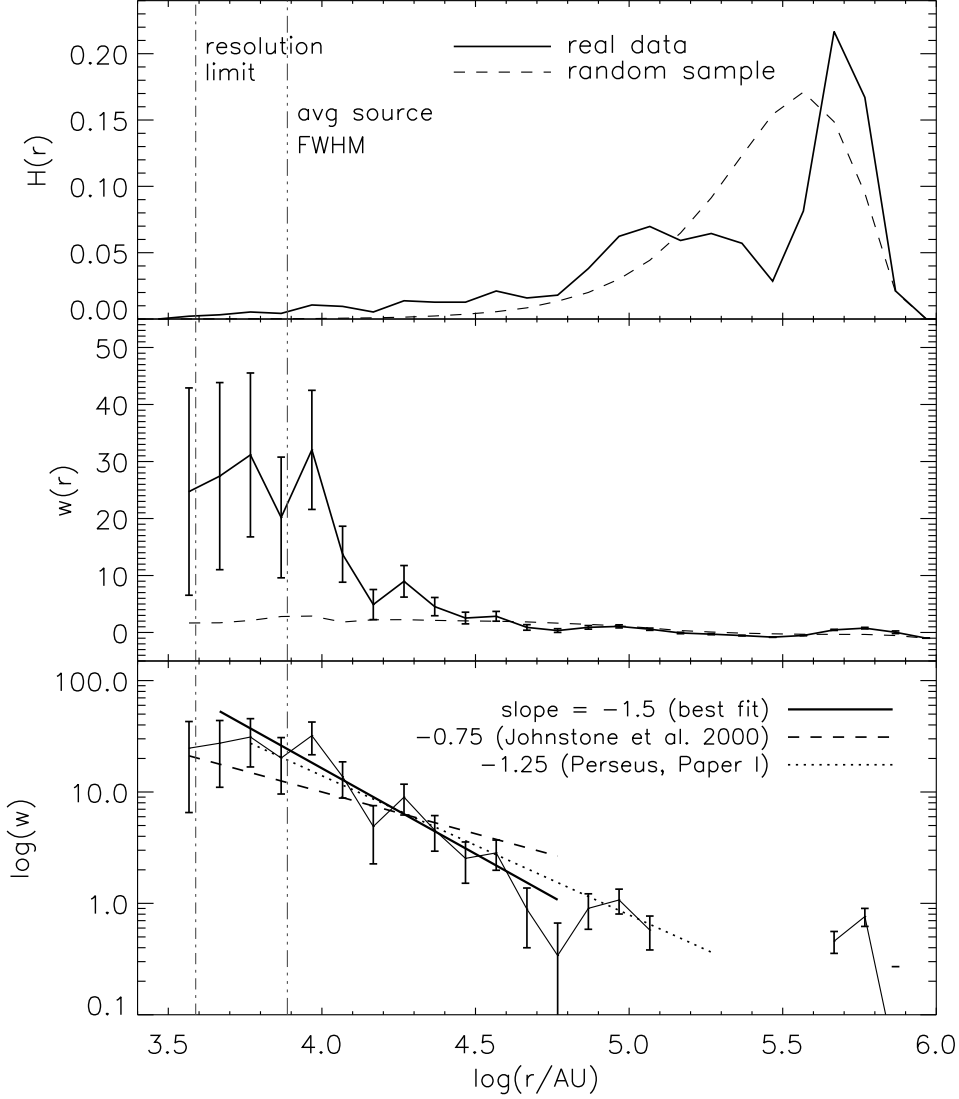 resolution
limit
avg source
FWHM
real data
random sample
H(r)
0.20
0.15
0.10
0.05
0.00
w(r)
50
40
30
20
10
0
log(w)
100.0
10.0
1.0
0.1
slope = −1.5 (best fit)
−0.75 (Johnstone et al. 2000)
−1.25 (Perseus, Paper I)
3.5 4.0 4.5 5.0 5.5 6.0
log(r/AU)